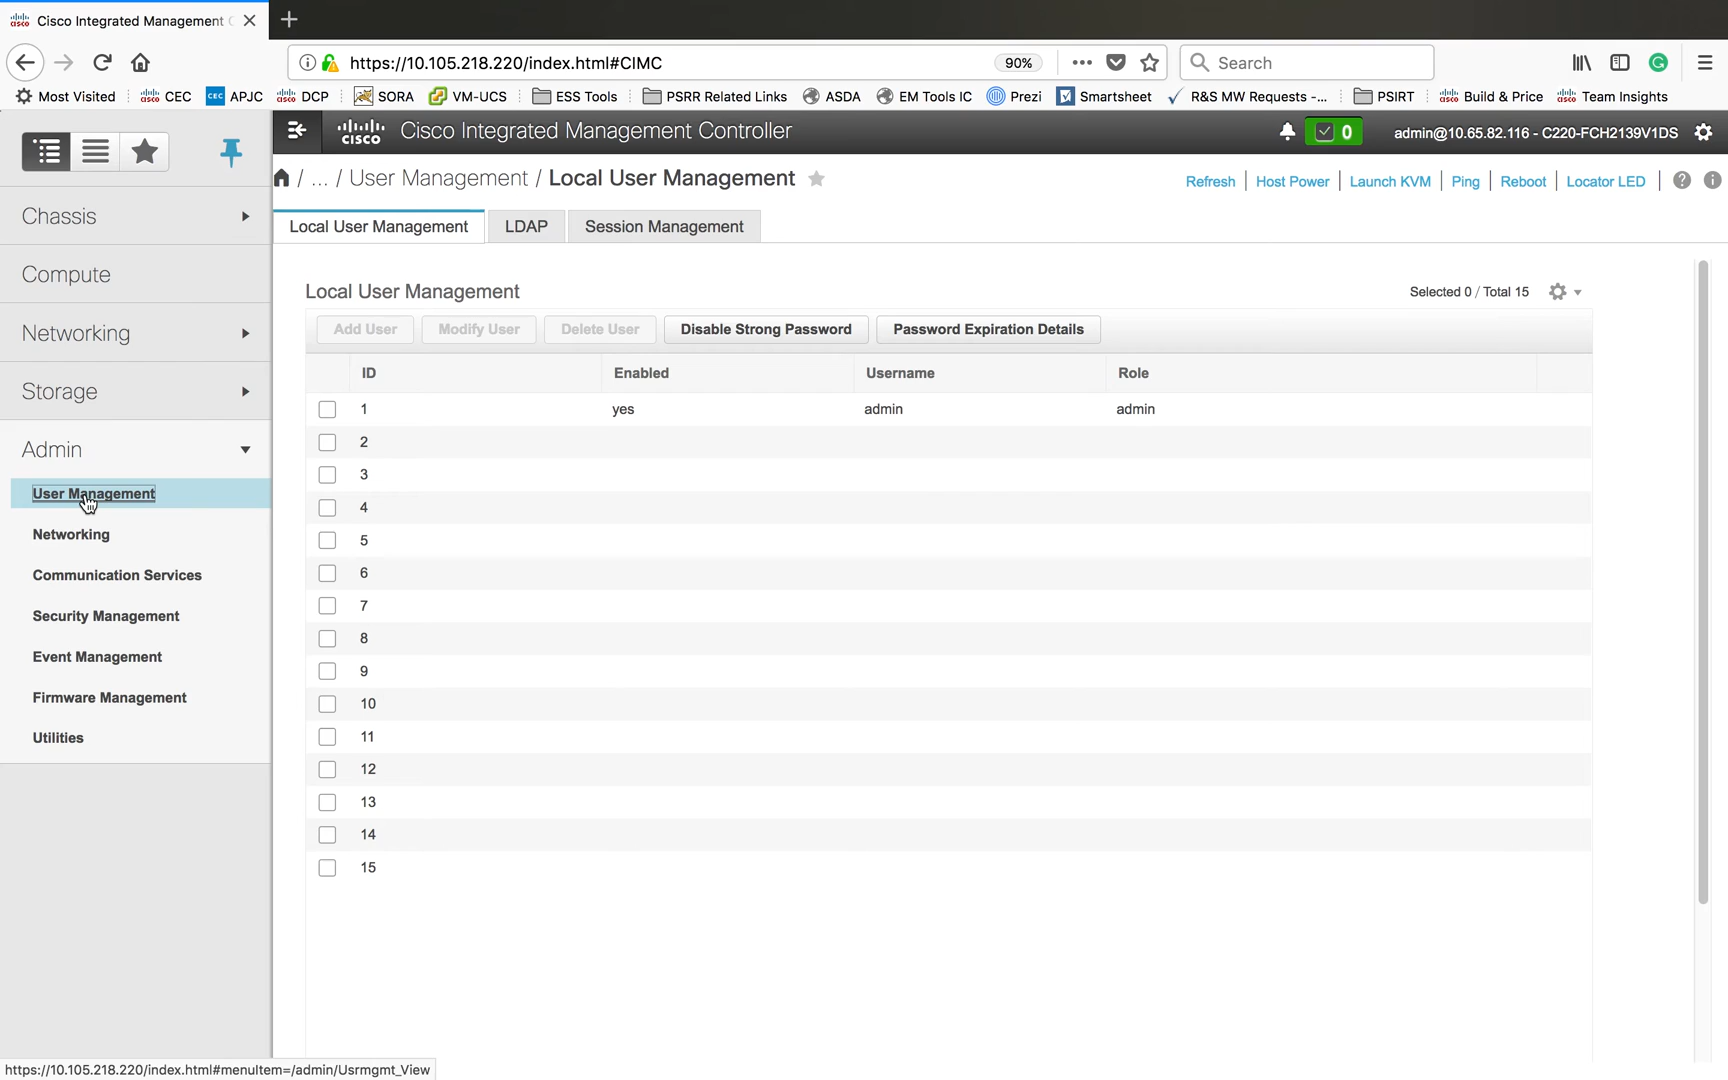 Cisco Integrated Management C
https://10.105.218.220/index.html#CIMC
90%
Search
Most Visited
CISCO CEC
CEC APJC
CISCO DCP
SORA
VM-UCS
ESS Tools
PSRR Related Links
ASDA
EM Tools IC
Prezi
Smartsheet
R&S MW Requests -...
PSIRT
Build & Price
Team Insights
CISCO Cisco Integrated Management Controller
0
admin@10.65.82.116 - C220-FCH2139V1DS
/ ... / User Management / Local User Management
Refresh
Host Power
Launch KVM
Ping
Reboot
Locator LED
Chassis
Compute
Networking
Storage
Admin
User Management
Networking
Communication Services
Security Management
Event Management
Firmware Management
Utilities
Local User Management
LDAP
Session Management
Local User Management
Selected 0 / Total 15
Add User
Modify User
Delete User
Disable Strong Password
Password Expiration Details
ID Enabled Username Role
1 yes admin admin
2
3
4
5
6
7
8
9
10
11
12
13
14
15
https://10.105.218.220/index.html#menuItem=/admin/Usrmgmt_View